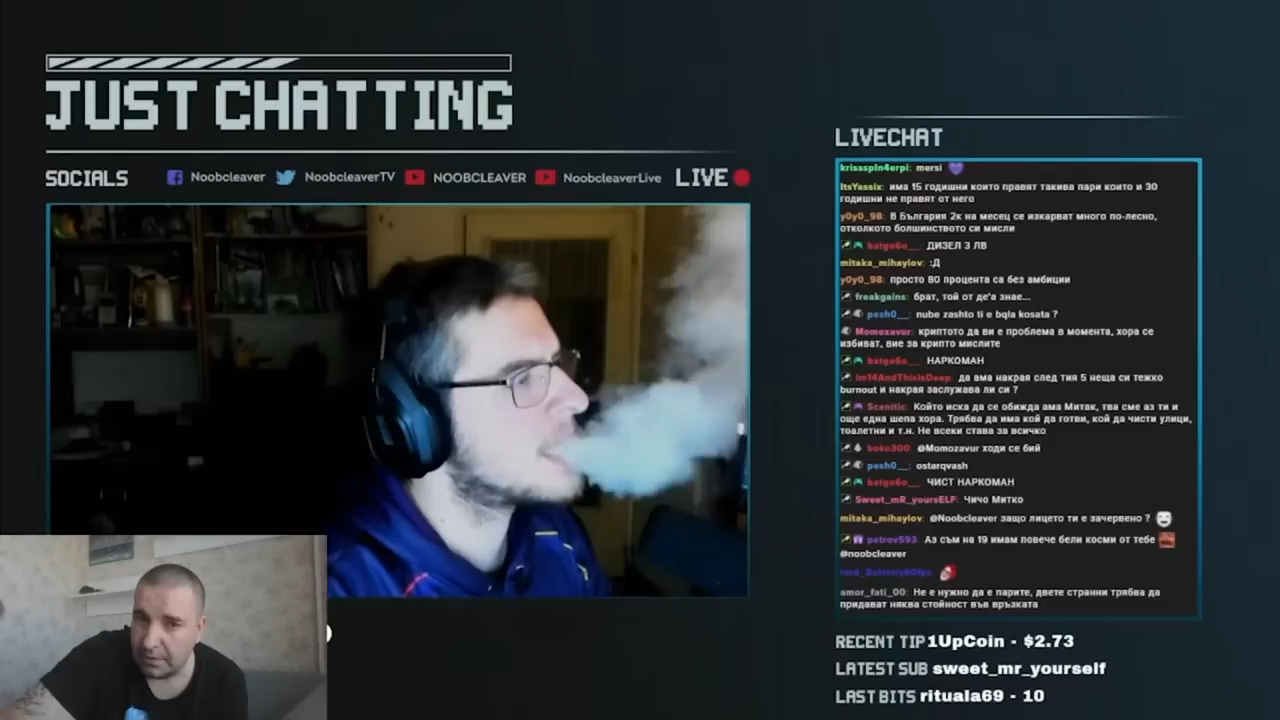 JUST CHATTING
SOCIALS Noobcleaver NoobcleaverTV NOOBCLEAVER NoobcleaverLive LIVE
LIVECHAT
krissspln4erpi: mersi
ItsYassix: има 15 годишни които правят такива пари които и 30
годишни не правят от него
y0y0_98: В България 2к на месец се изкарват много по-лесно,
отколкото болшинството си мисли
batgo6o__ ДИЗЕЛ 3 ЛВ
mitaka_mihaylov: :Д
y0y0_98: просто 80 процента са без амбиции
freakgains: брат, той от де'а знае...
pesh0__: nube zashto ti e bqla kosata ?
Momozavur: криптото да ви е проблема в момента, хора се
избиват, вие за крипто мислите
batgo6o__ НАРКОМАН
im14AndThisIsDeep: да ама накрая след тия 5 неща си тежко
burnout и накрая заслужава ли си ?
Scenitic: Който иска да се обижда ама Митак, тва сме аз ти и
още една шепа хора. Трябва да има кой да готви, кой да чисти улици,
тоалетни и т.н. Не всеки става за всичко
boko300 @Momozavur ходи се бий
pesh0__: ostarqvash
batgo6o__ ЧИСТ НАРКОМАН
Sweet_mR_yoursELF: Чичо Митко
mitaka_mihaylov: @Noobcleaver защо лицето ти е зачервено ?
petrov593: Аз съм на 19 имам повече бели косми от тебе
@noobcleaver
amor_fati_00: Не е нужно да е парите, двете странни трябва да
придават няква стойност във връзката
RECENT TIP 1UpCoin - $2.73
LATEST SUB sweet_mr_yourself
LAST BITS rituala69 - 10